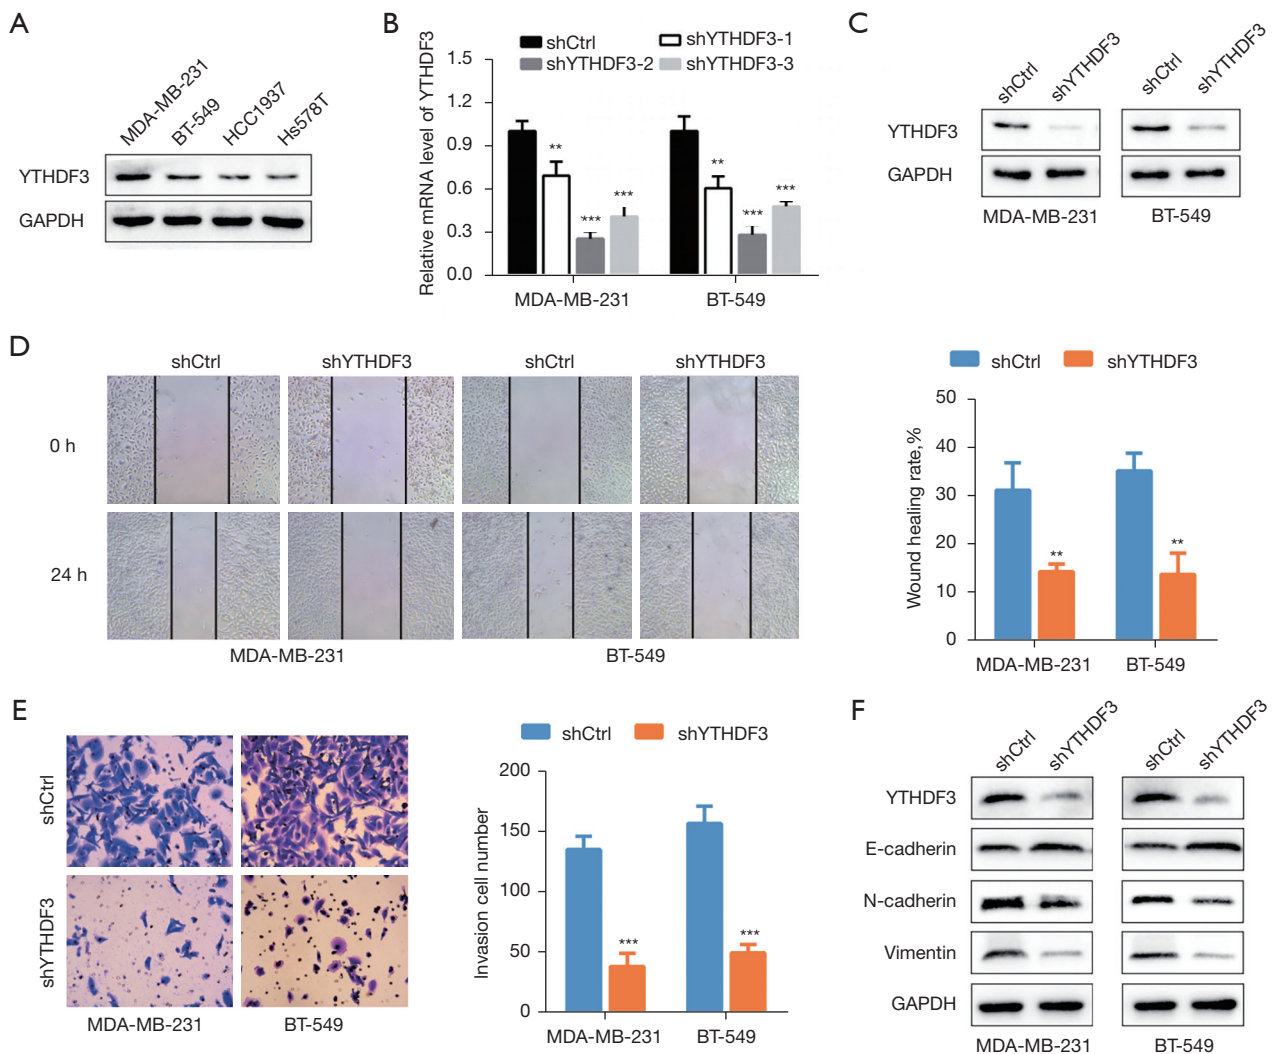 A
MDA-MB-231
BT-549
HCC1937
Hs578T
YTHDF3
GAPDH
B
shCtrl
shYTHDF3-1
shYTHDF3-2
shYTHDF3-3
Relative mRNA level of YTHDF3
1.5
1.2
0.9
0.6
0.3
0.0
** *** ***
** *** ***
MDA-MB-231
BT-549
C
shCtrl
shYTHDF3
shCtrl
shYTHDF3
YTHDF3
GAPDH
MDA-MB-231
BT-549
D
shCtrl
shYTHDF3
shCtrl
shYTHDF3
0 h
24 h
MDA-MB-231
BT-549
shCtrl
shYTHDF3
Wound healing rate,%
50
40
30
20
10
0
**
**
MDA-MB-231
BT-549
E
shCtrl
shYTHDF3
MDA-MB-231
BT-549
shCtrl
shYTHDF3
Invasion cell number
200
150
100
50
0
***
***
MDA-MB-231
BT-549
F
shCtrl
shYTHDF3
shCtrl
shYTHDF3
YTHDF3
E-cadherin
N-cadherin
Vimentin
GAPDH
MDA-MB-231
BT-549